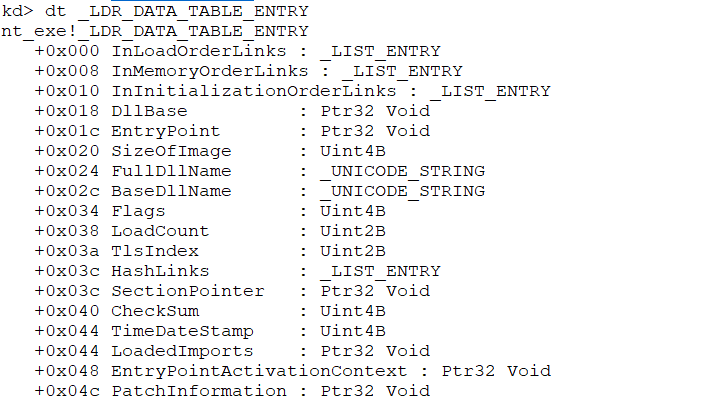 kd> dt _LDR_DATA_TABLE_ENTRY
nt_exe!_LDR_DATA_TABLE_ENTRY
   +0x000 InLoadOrderLinks : _LIST_ENTRY
   +0x008 InMemoryOrderLinks : _LIST_ENTRY
   +0x010 InInitializationOrderLinks : _LIST_ENTRY
   +0x018 DllBase          : Ptr32 Void
   +0x01c EntryPoint       : Ptr32 Void
   +0x020 SizeOfImage      : Uint4B
   +0x024 FullDllName      : _UNICODE_STRING
   +0x02c BaseDllName      : _UNICODE_STRING
   +0x034 Flags            : Uint4B
   +0x038 LoadCount        : Uint2B
   +0x03a TlsIndex         : Uint2B
   +0x03c HashLinks        : _LIST_ENTRY
   +0x03c SectionPointer   : Ptr32 Void
   +0x040 CheckSum         : Uint4B
   +0x044 TimeDateStamp    : Uint4B
   +0x044 LoadedImports    : Ptr32 Void
   +0x048 EntryPointActivationContext : Ptr32 Void
   +0x04c PatchInformation : Ptr32 Void